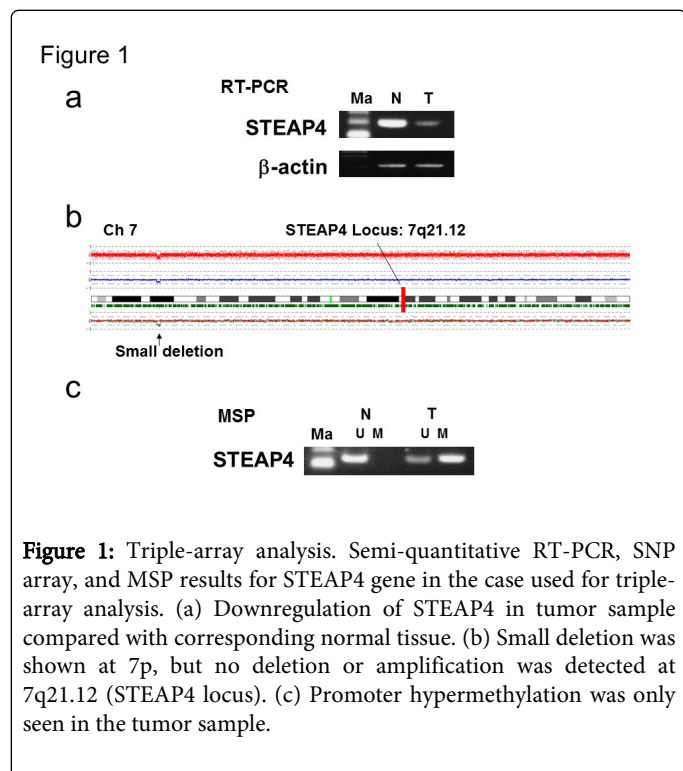 Figure 1
a
RT-PCR
Ma N T
STEAP4
β-actin
b
Ch 7
STEAP4 Locus: 7q21.12
Small deletion
c
MSP
N T
Ma U M U M
STEAP4
Figure 1: Triple-array analysis. Semi-quantitative RT-PCR, SNP
array, and MSP results for STEAP4 gene in the case used for triple-
array analysis. (a) Downregulation of STEAP4 in tumor sample
compared with corresponding normal tissue. (b) Small deletion was
shown at 7p, but no deletion or amplification was detected at
7q21.12 (STEAP4 locus). (c) Promoter hypermethylation was only
seen in the tumor sample.